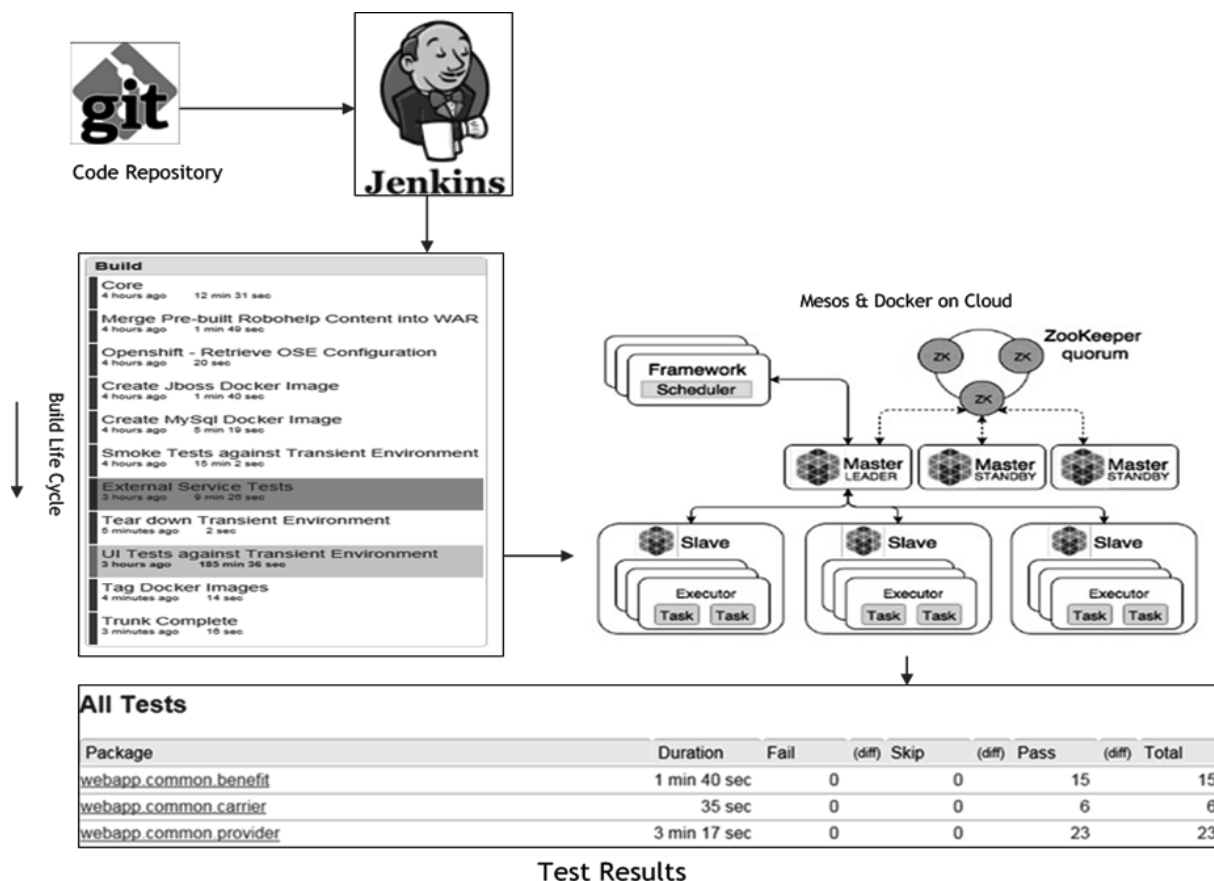 git
Code Repository
Jenkins
Build
Core
4 hours ago 12 min 31 sec
Merge Pre-built Robohelp Content into WAR
4 hours ago 1 min 49 sec
Openshift - Retrieve OSE Configuration
4 hours ago 20 sec
Create Jboss Docker Image
4 hours ago 1 min 40 sec
Create MySql Docker Image
4 hours ago 5 min 19 sec
Smoke Tests against Transient Environment
4 hours ago 15 min 2 sec
External Service Tests
3 hours ago 9 min 26 sec
Tear down Transient Environment
5 minutes ago 2 sec
UI Tests against Transient Environment
3 hours ago 185 min 36 sec
Tag Docker Images
4 minutes ago 14 sec
Trunk Complete
3 minutes ago 16 sec
Build Life Cycle
Mesos & Docker on Cloud
Framework
Scheduler
ZK ZK
ZK
ZooKeeper
quorum
Master
LEADER
Master
STANDBY
Master
STANDBY
Slave
Executor
Task Task
Slave
Executor
Task Task
Slave
Executor
Task Task
All Tests
Package Duration Fail (diff) Skip (diff) Pass (diff) Total
webapp.common.benefit 1 min 40 sec 0 0 15 15
webapp.common.carrier 35 sec 0 0 6 6
webapp.common.provider 3 min 17 sec 0 0 23 23
Test Results